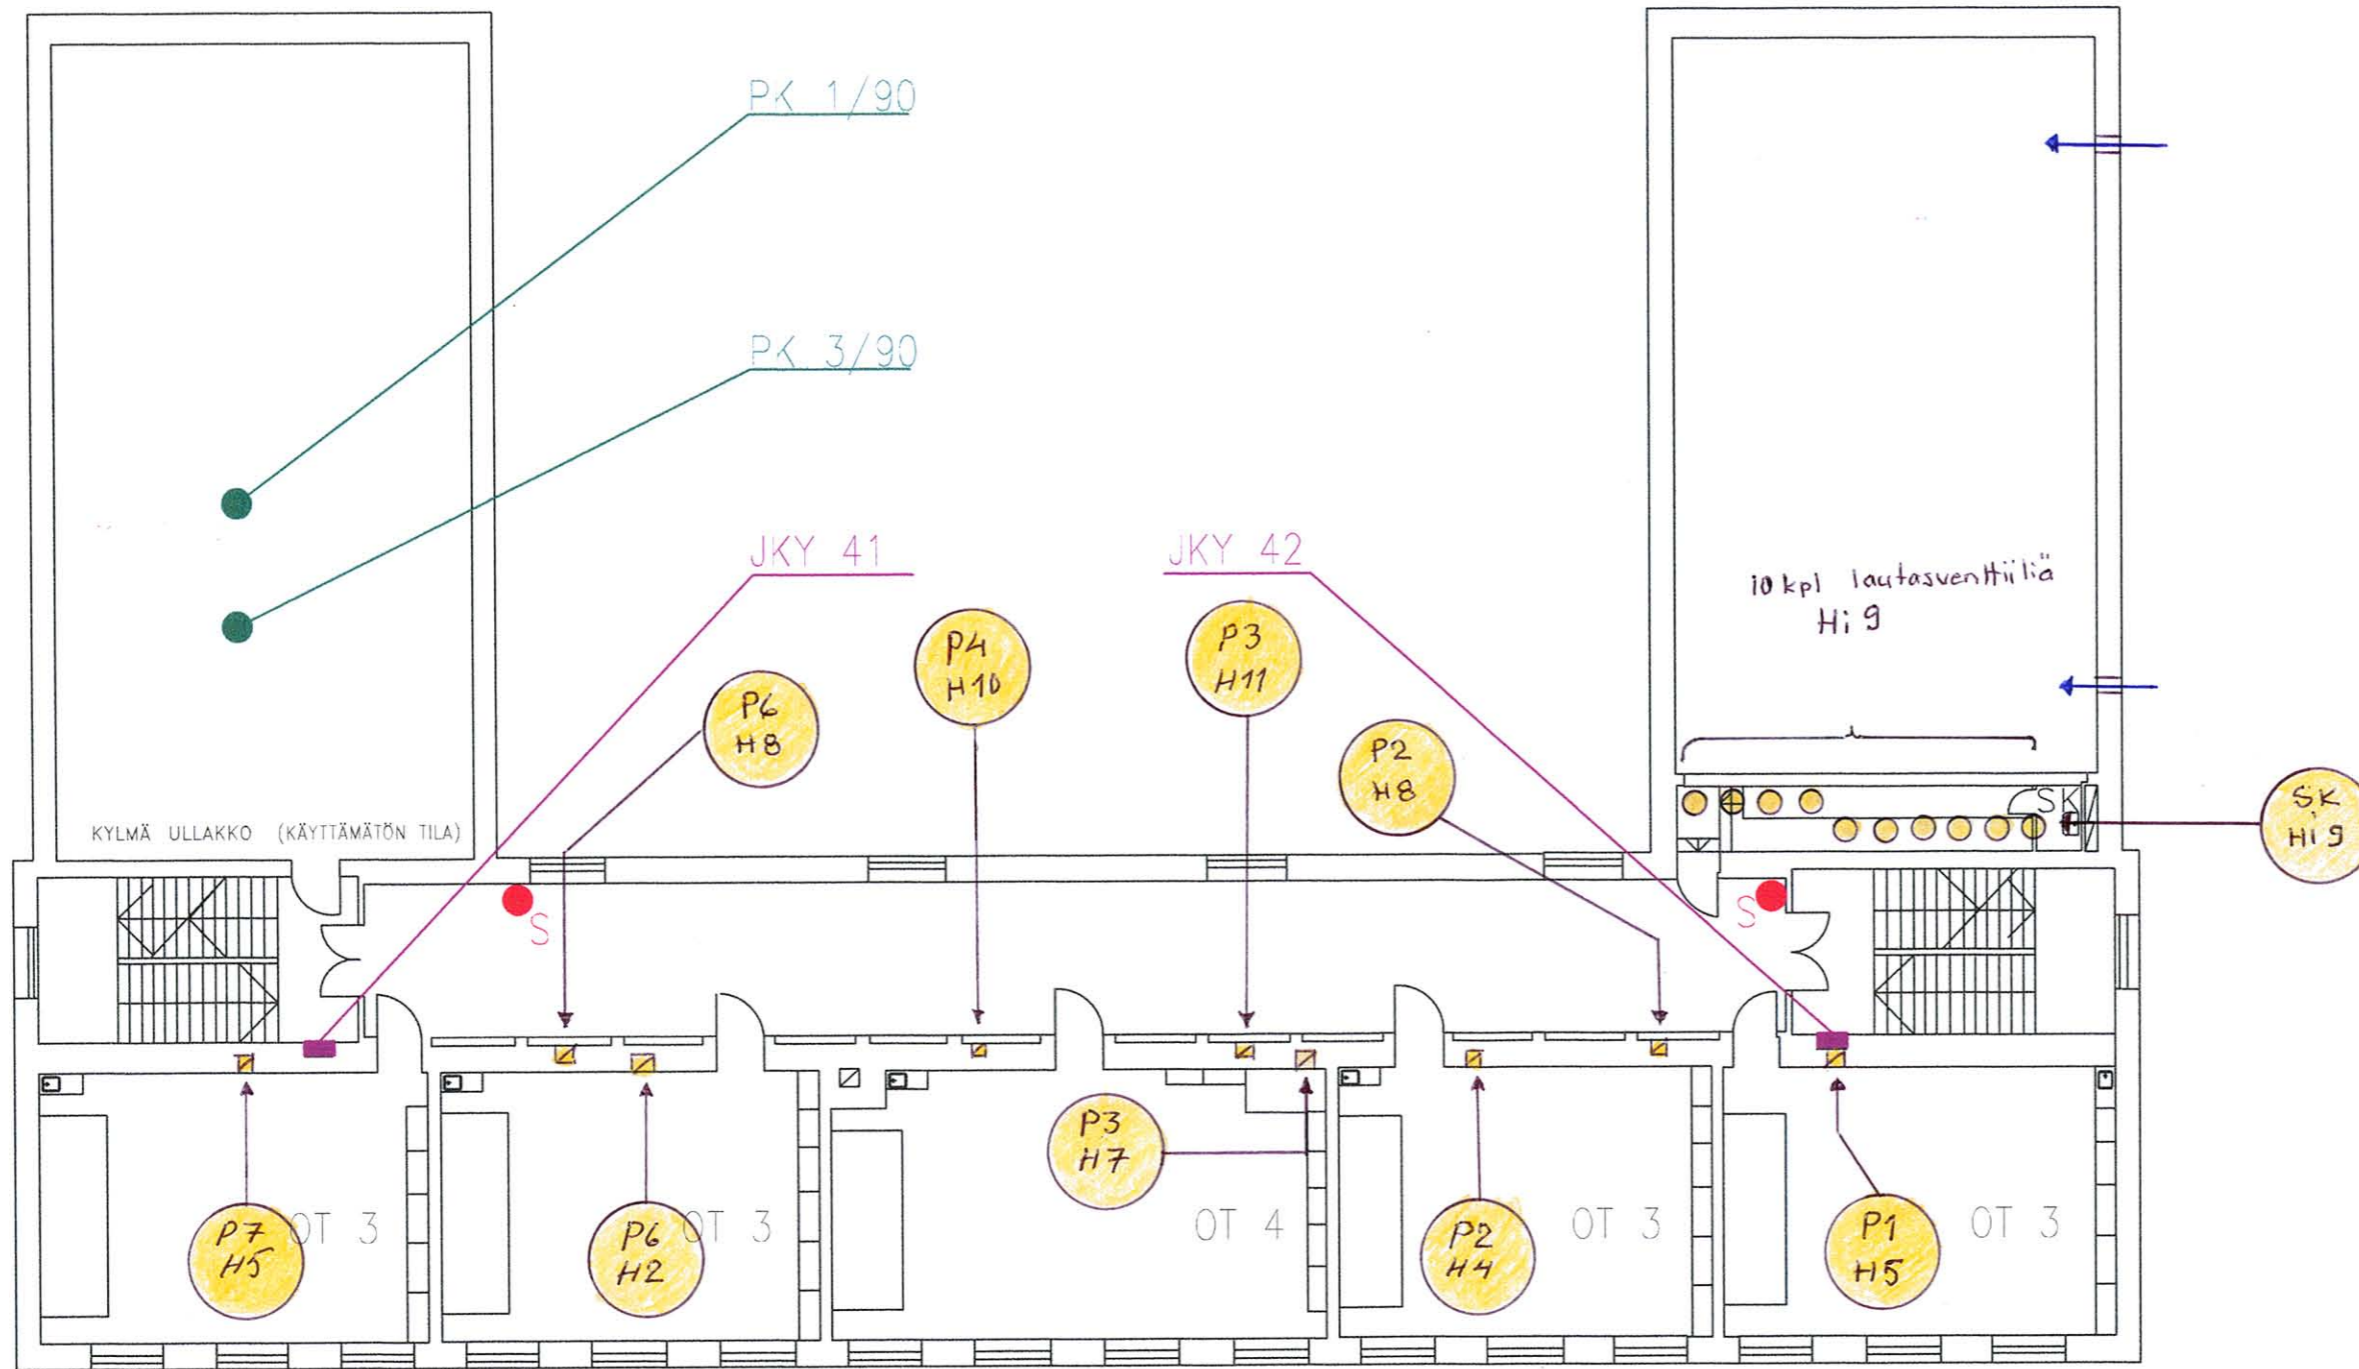 PK 1/90
PK 3/90
JKY 41
JKY 42
10 kpl lautasventtiiliä
Hi 9
P4
H10
P3
H11
P6
H8
P2
H8
SK
SK
Hi 9
KYLMÄ ULLAKKO (KÄYTTÄMÄTÖN TILA)
S
S
P3
H7
P7
H5
OT 3
P6
H2
OT 3
OT 4
P2
H4
OT 3
P1
H5
OT 3